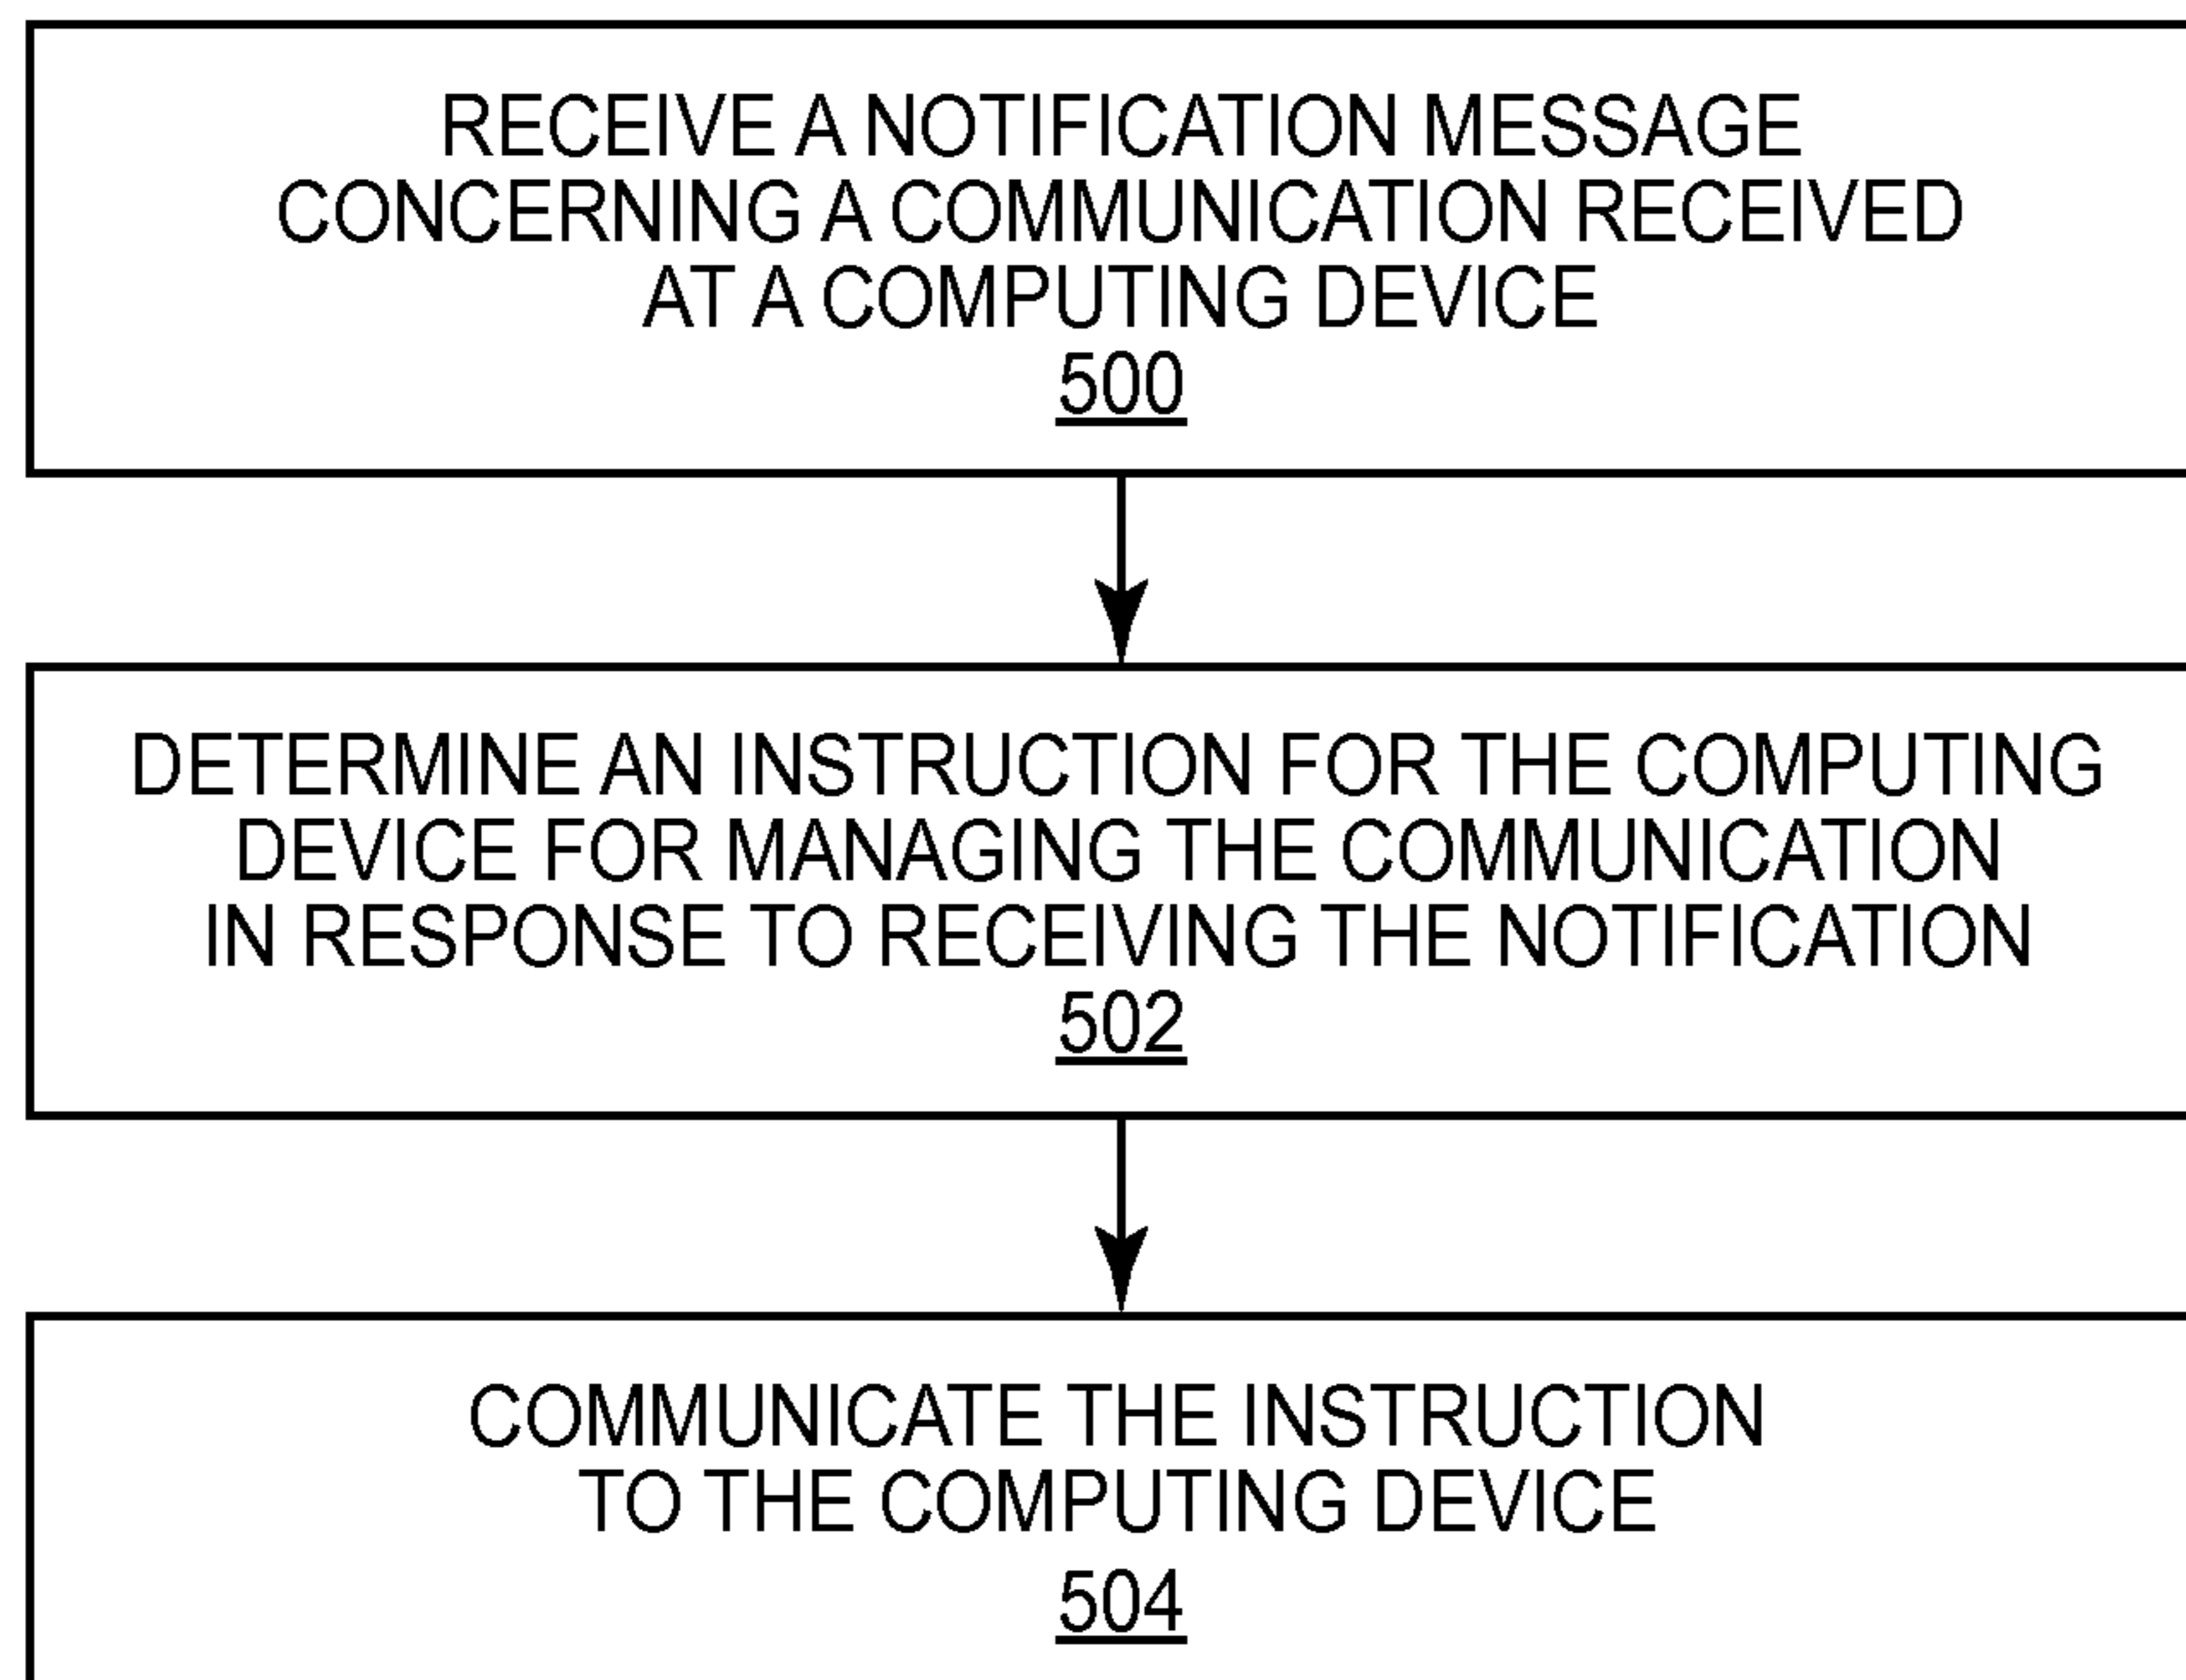 RECEIVE A NOTIFICATION MESSAGE
CONCERNING A COMMUNICATION RECEIVED
AT A COMPUTING DEVICE
500
DETERMINE AN INSTRUCTION FOR THE COMPUTING
DEVICE FOR MANAGING THE COMMUNICATION
IN RESPONSE TO RECEIVING THE NOTIFICATION
502
COMMUNICATE THE INSTRUCTION
TO THE COMPUTING DEVICE
504